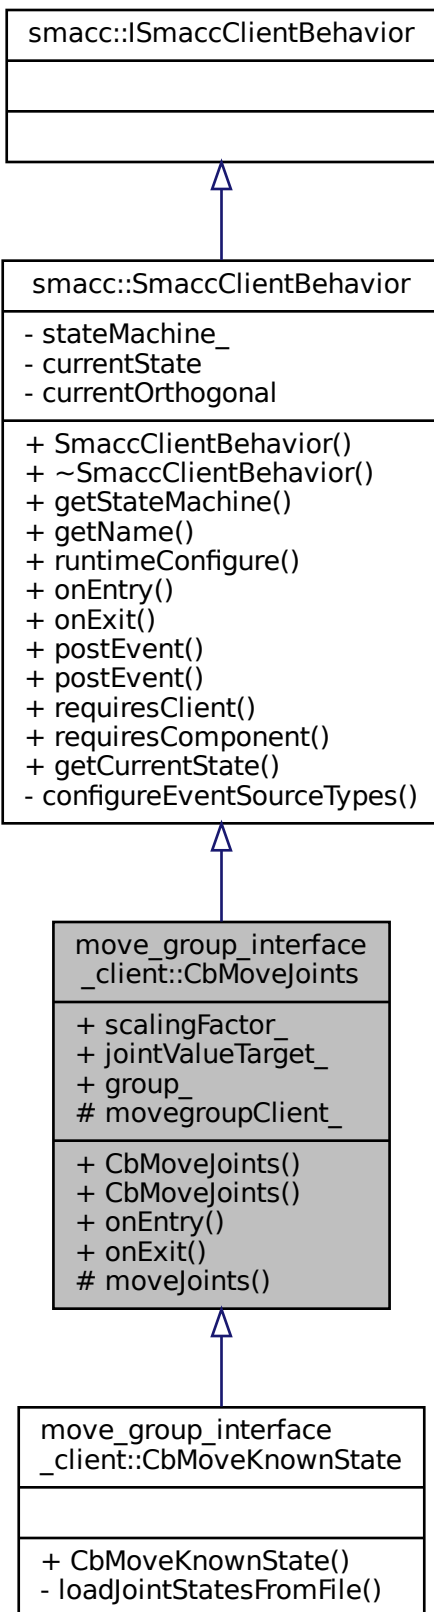 smacc::ISmaccClientBehavior
smacc::SmaccClientBehavior
- stateMachine_
- currentState
- currentOrthogonal
+ SmaccClientBehavior()
+ ~SmaccClientBehavior()
+ getStateMachine()
+ getName()
+ runtimeConfigure()
+ onEntry()
+ onExit()
+ postEvent()
+ postEvent()
+ requiresClient()
+ requiresComponent()
+ getCurrentState()
- configureEventSourceTypes()
move_group_interface
_client::CbMoveJoints
+ scalingFactor_
+ jointValueTarget_
+ group_
# movegroupClient_
+ CbMoveJoints()
+ CbMoveJoints()
+ onEntry()
+ onExit()
# moveJoints()
move_group_interface
_client::CbMoveKnownState
+ CbMoveKnownState()
- loadJointStatesFromFile()